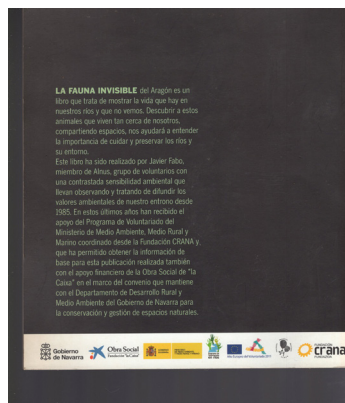 LA FAUNA INVISIBLE del Aragón es un
libro que trata de mostrar la vida que hay en
nuestros ríos y que no vemos. Descubrir a estos
animales que viven tan cerca de nosotros,
compartiendo espacios, nos ayudará a entender
la importancia de cuidar y preservar los ríos y
su entorno.
Este libro ha sido realizado por Javier Fabo,
miembro de Alnus, grupo de voluntarios con
una contrastada sensibilidad ambiental que
llevan observando y tratando de difundir los
valores ambientales de nuestro entrono desde
1985. En estos últimos años han recibido el
apoyo del Programa de Voluntariado del
Ministerio de Medio Ambiente, Medio Rural y
Marino coordinado desde la Fundación CRANA y,
que ha permitido obtener la información de
base para esta publicación realizada también
con el apoyo financiero de la Obra Social de "la
Caixa" en el marco del convenio que mantiene
con el Departamento de Desarrollo Rural y
Medio Ambiente del Gobierno de Navarra para
la conservación y gestión de espacios naturales.
Gobierno
de Navarra
Obra Social
Fundación "la Caixa"
FUNDACIÓN
crana
FUNDAZIOA